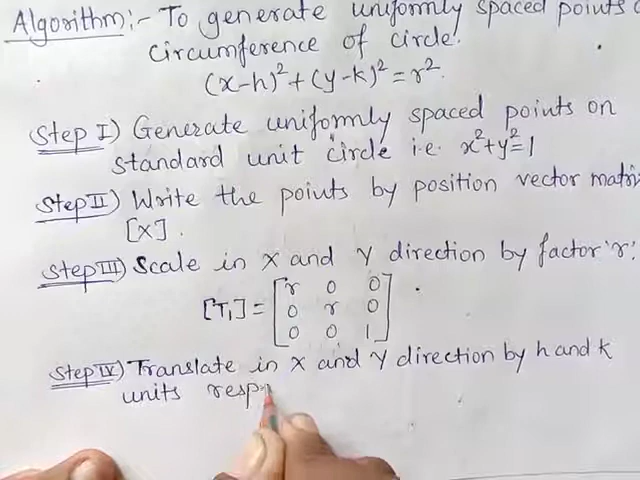 Algorithm:- To generate uniformly spaced points
circumference of circle.
(x-h)²+(y-k)²=r².
Step I) Generate uniformly spaced points on
standard unit circle i.e. x²+y²=1
Step II) Write the points by position vector matrix
[X].
Step III) Scale in X and Y direction by factor 'r'.
[T₁] = [r 0 0
0 r 0
0 0 1].
Step IV) Translate in X and Y direction by h and k
units resp